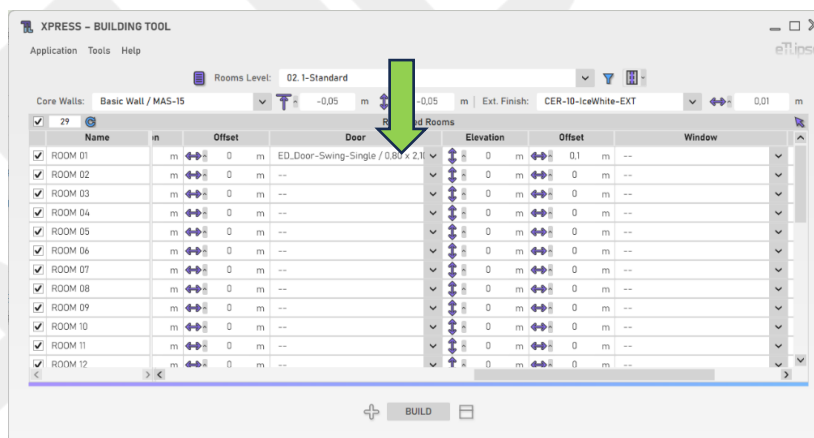 XPRESS – BUILDING TOOL
Application Tools Help
Rooms Level: 02. 1-Standard
Core Walls: Basic Wall / MAS-15 -0,05 m -0,05 m Ext. Finish: CER-10-IceWhite-EXT 0,01 m
29 Rooms
Name Offset Door Elevation Offset Window
ROOM 01 m 0 m ED_Door-Swing-Single / 0,80 x 2,1 0 m 0,1 m --
ROOM 02 m 0 m -- 0 m 0 m --
ROOM 03 m 0 m -- 0 m 0 m --
ROOM 04 m 0 m -- 0 m 0 m --
ROOM 05 m 0 m -- 0 m 0 m --
ROOM 06 m 0 m -- 0 m 0 m --
ROOM 07 m 0 m -- 0 m 0 m --
ROOM 08 m 0 m -- 0 m 0 m --
ROOM 09 m 0 m -- 0 m 0 m --
ROOM 10 m 0 m -- 0 m 0 m --
ROOM 11 m 0 m -- 0 m 0 m --
ROOM 12 m 0 m -- 0 m 0 m --
BUILD